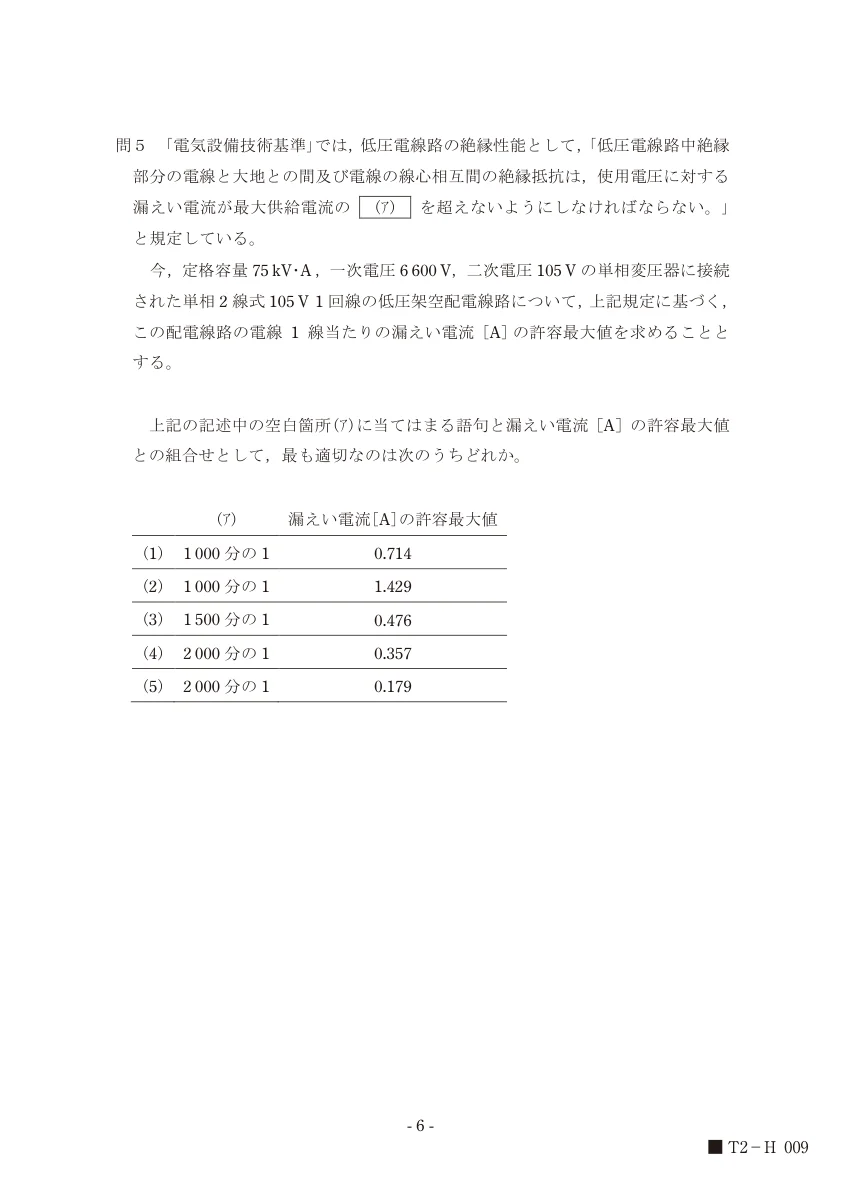 問５ 「電気設備技術基準」では，低圧電線路の絶縁性能として，「低圧電線路中絶縁
部分の電線と大地との間及び電線の線心相互間の絶縁抵抗は，使用電圧に対する
漏えい電流が最大供給電流の （ｱ） を超えないようにしなければならない。」
と規定している。
今，定格容量 75 kV･A，一次電圧 6 600 V，二次電圧 105 V の単相変圧器に接続
された単相 2 線式 105 V 1 回線の低圧架空配電線路について，上記規定に基づく，
この配電線路の電線 1 線当たりの漏えい電流［A］の許容最大値を求めることと
する。
上記の記述中の空白箇所(ｱ)に当てはまる語句と漏えい電流［A］の許容最大値
との組合せとして，最も適切なのは次のうちどれか。
（ｱ） 漏えい電流［A］の許容最大値
（1） 1 000 分の 1 0.714
（2） 1 000 分の 1 1.429
（3） 1 500 分の 1 0.476
（4） 2 000 分の 1 0.357
（5） 2 000 分の 1 0.179
- 6 -
■ T2－H 009